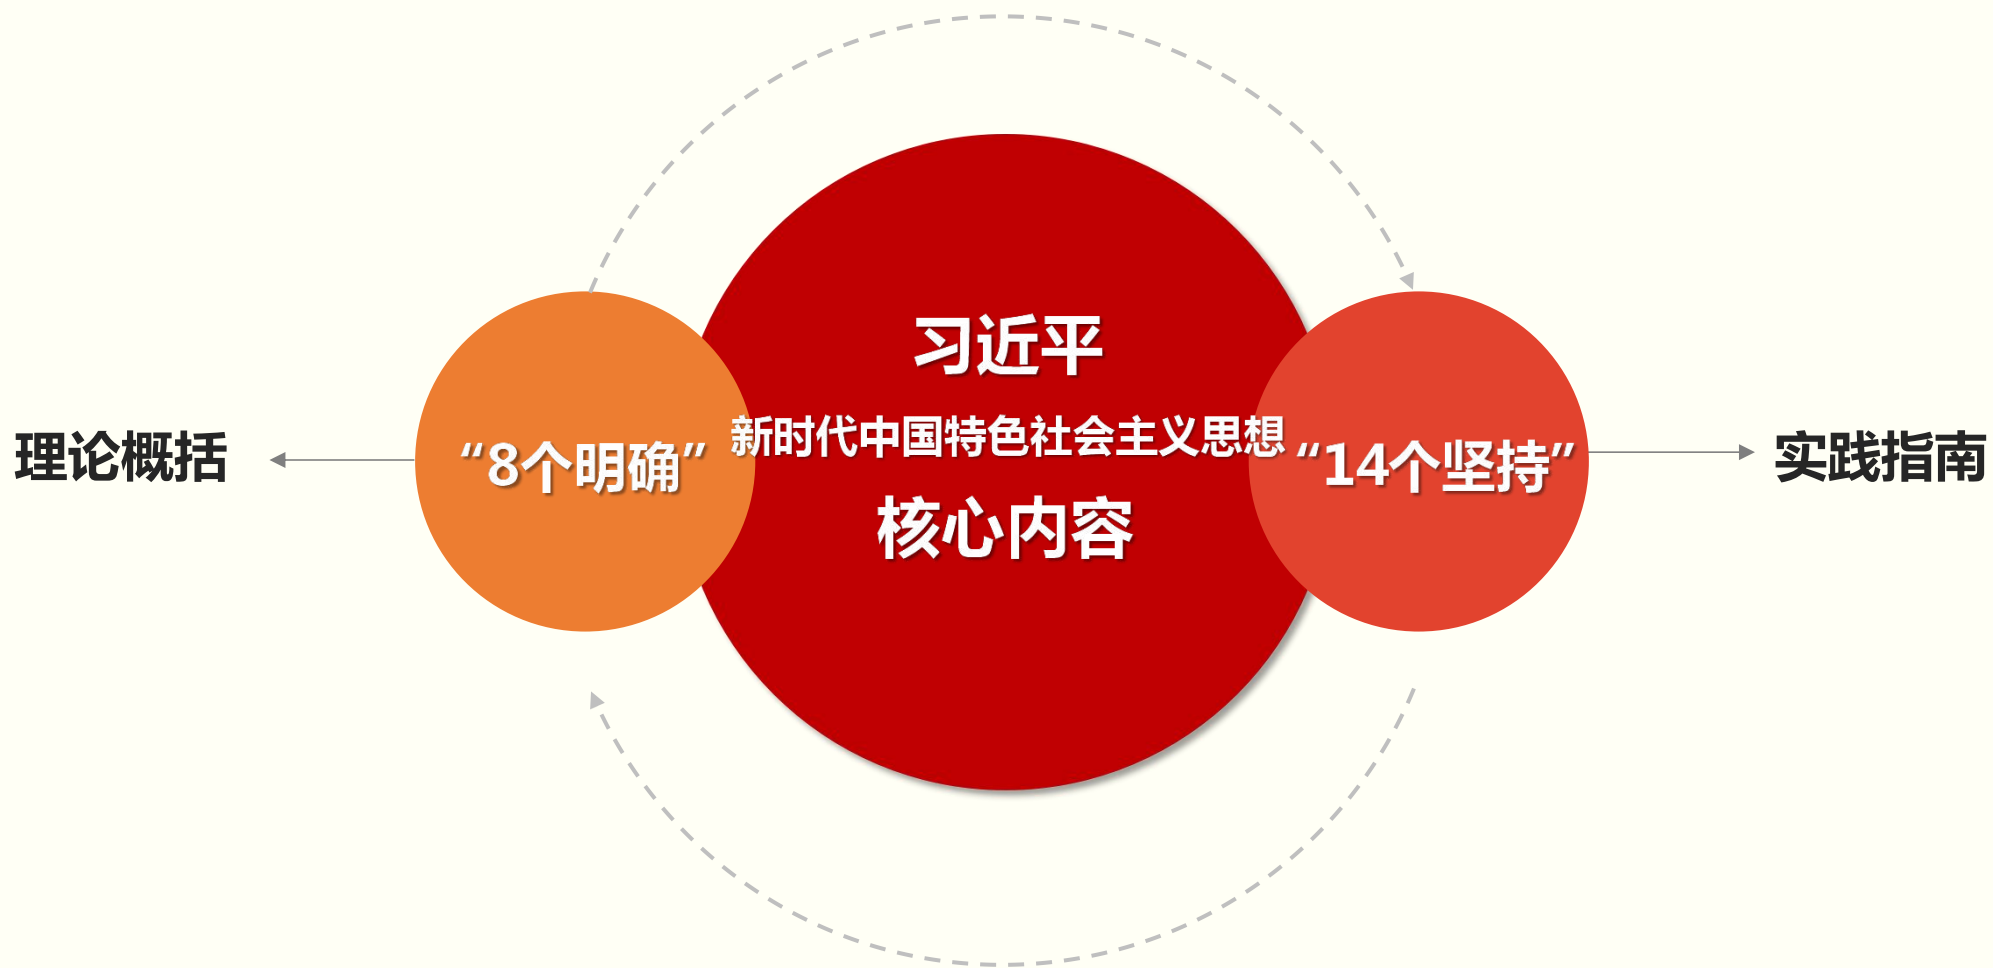 理论概括
“8个明确”
习近平
新时代中国特色社会主义思想
核心内容
“14个坚持”
实践指南